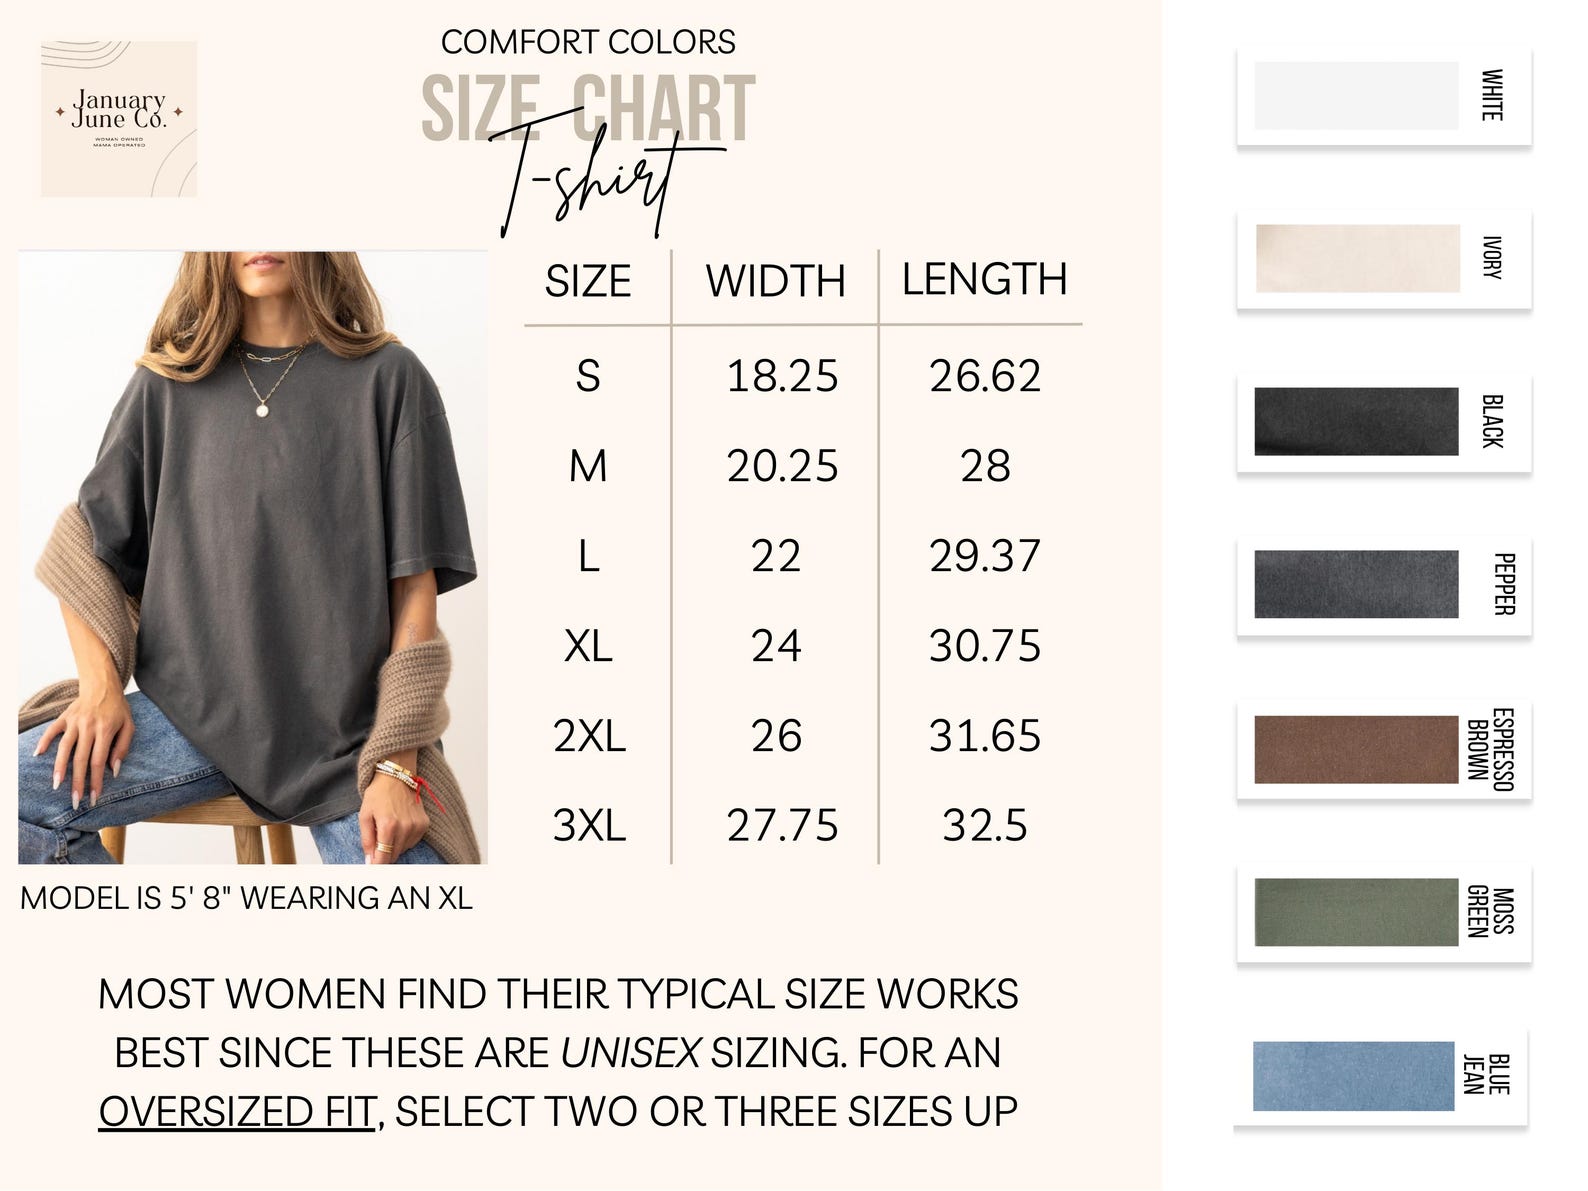 January
June Co.
WOMAN OWNED
MAMA OPERATED
COMFORT COLORS
SIZE CHART
T-shirt
SIZE WIDTH LENGTH
S 18.25 26.62
M 20.25 28
L 22 29.37
XL 24 30.75
2XL 26 31.65
3XL 27.75 32.5
MODEL IS 5' 8" WEARING AN XL
MOST WOMEN FIND THEIR TYPICAL SIZE WORKS
BEST SINCE THESE ARE UNISEX SIZING. FOR AN
OVERSIZED FIT, SELECT TWO OR THREE SIZES UP
WHITE
IVORY
BLACK
PEPPER
ESPRESSO
BROWN
MOSS
GREEN
BLUE
JEAN